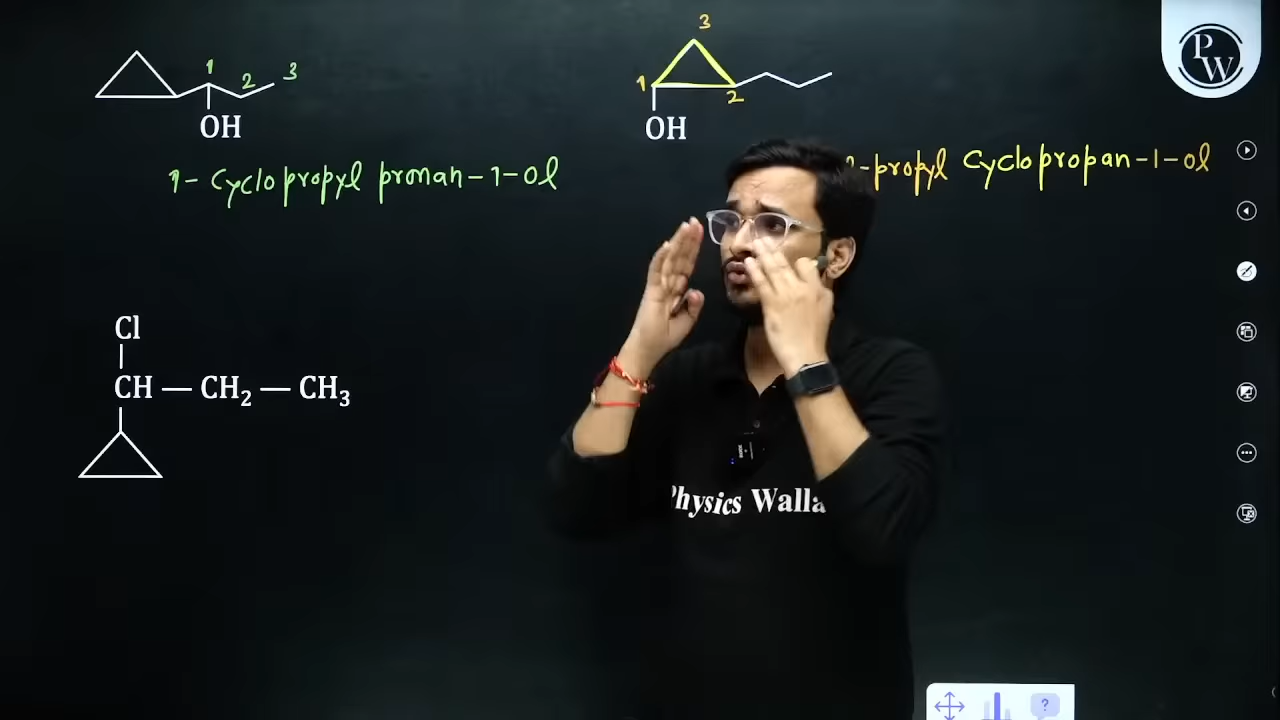 3
PW
1 2 3
1 2
OH
OH
1- Cyclopropyl pronan-1-ol
-propyl Cyclopropan-1-ol
Cl
CH — CH₂ — CH₃
Physics Walla
?